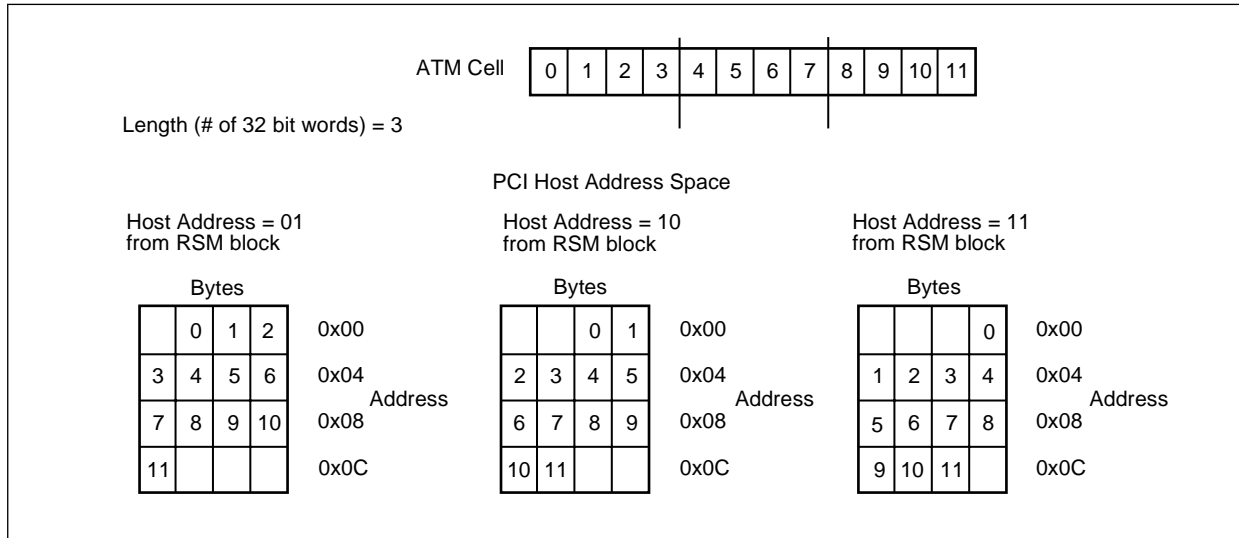 ATM Cell 0 1 2 3 4 5 6 7 8 9 10 11
Length (# of 32 bit words) = 3
PCI Host Address Space
Host Address = 01
from RSM block
Bytes
0 1 2 0x00
3 4 5 6 0x04
Address
7 8 9 10 0x08
11 0x0C
Host Address = 10
from RSM block
Bytes
0 1 0x00
2 3 4 5 0x04
Address
6 7 8 9 0x08
10 11 0x0C
Host Address = 11
from RSM block
Bytes
0 0x00
1 2 3 4 0x04
Address
5 6 7 8 0x08
9 10 11 0x0C